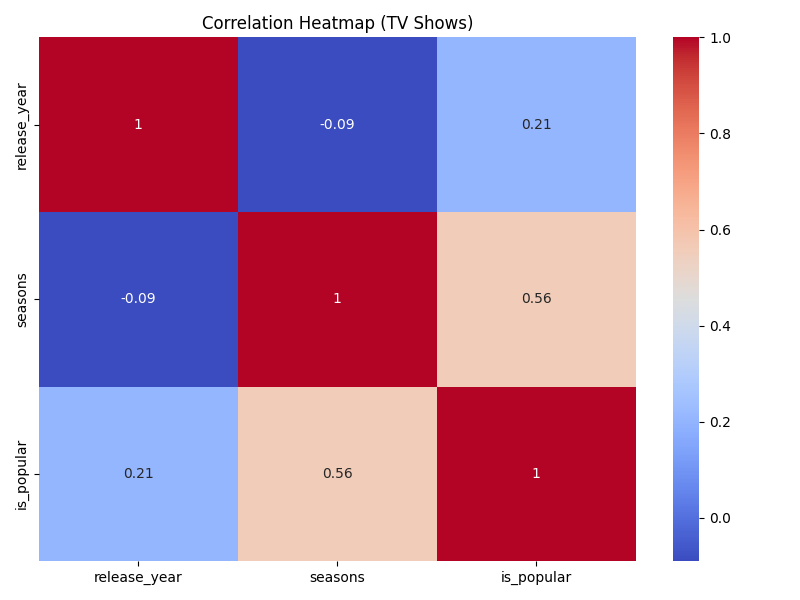 Correlation Heatmap (TV Shows)
release_year
1
-0.09
0.21
seasons
-0.09
1
0.56
is_popular
0.21
0.56
1
release_year
seasons
is_popular
1.0
0.8
0.6
0.4
0.2
0.0